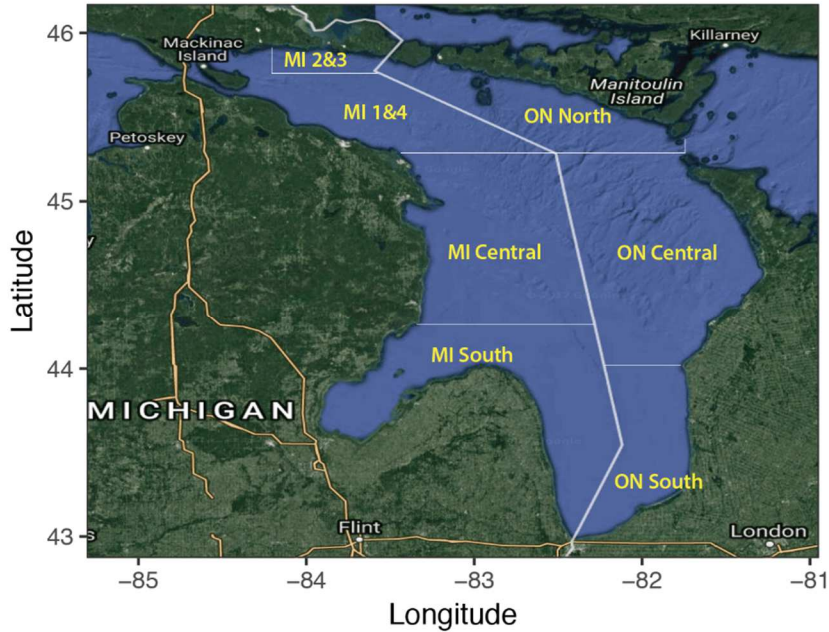 46
Mackinac
Island
Killarney
MI 2&3
Manitoulin
Island
MI 1&4
ON North
Petoskey
45
MI Central
ON Central
Latitude
44
MI South
MICHIGAN
ON South
43
Flint
London
−85
−84
−83
−82
−81
Longitude